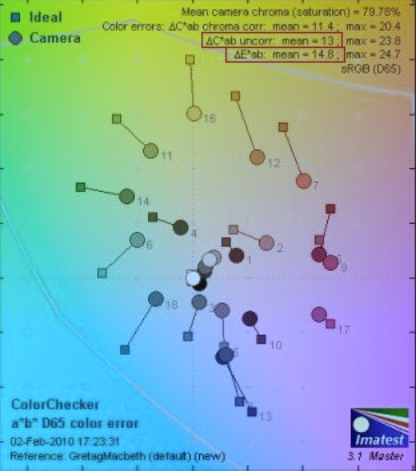 Ideal
Camera
Mean camera chroma (saturation) = 79.78%
Color errors: ΔC*ab chroma corr: mean = 11.4 ; max = 20.4
ΔC*ab uncorr: mean = 13 ; max = 23.8
ΔE*ab: mean = 14.8 ; max = 24.7
sRGB (D65)
16
12
11
7
14
4
6
2
1
9
18
3
17
10
13
ColorChecker
a*b* D65 color error
02-Feb-2010 17:23:31
Reference: GretagMacbeth (default) (new)
Imatest
3.1 Master